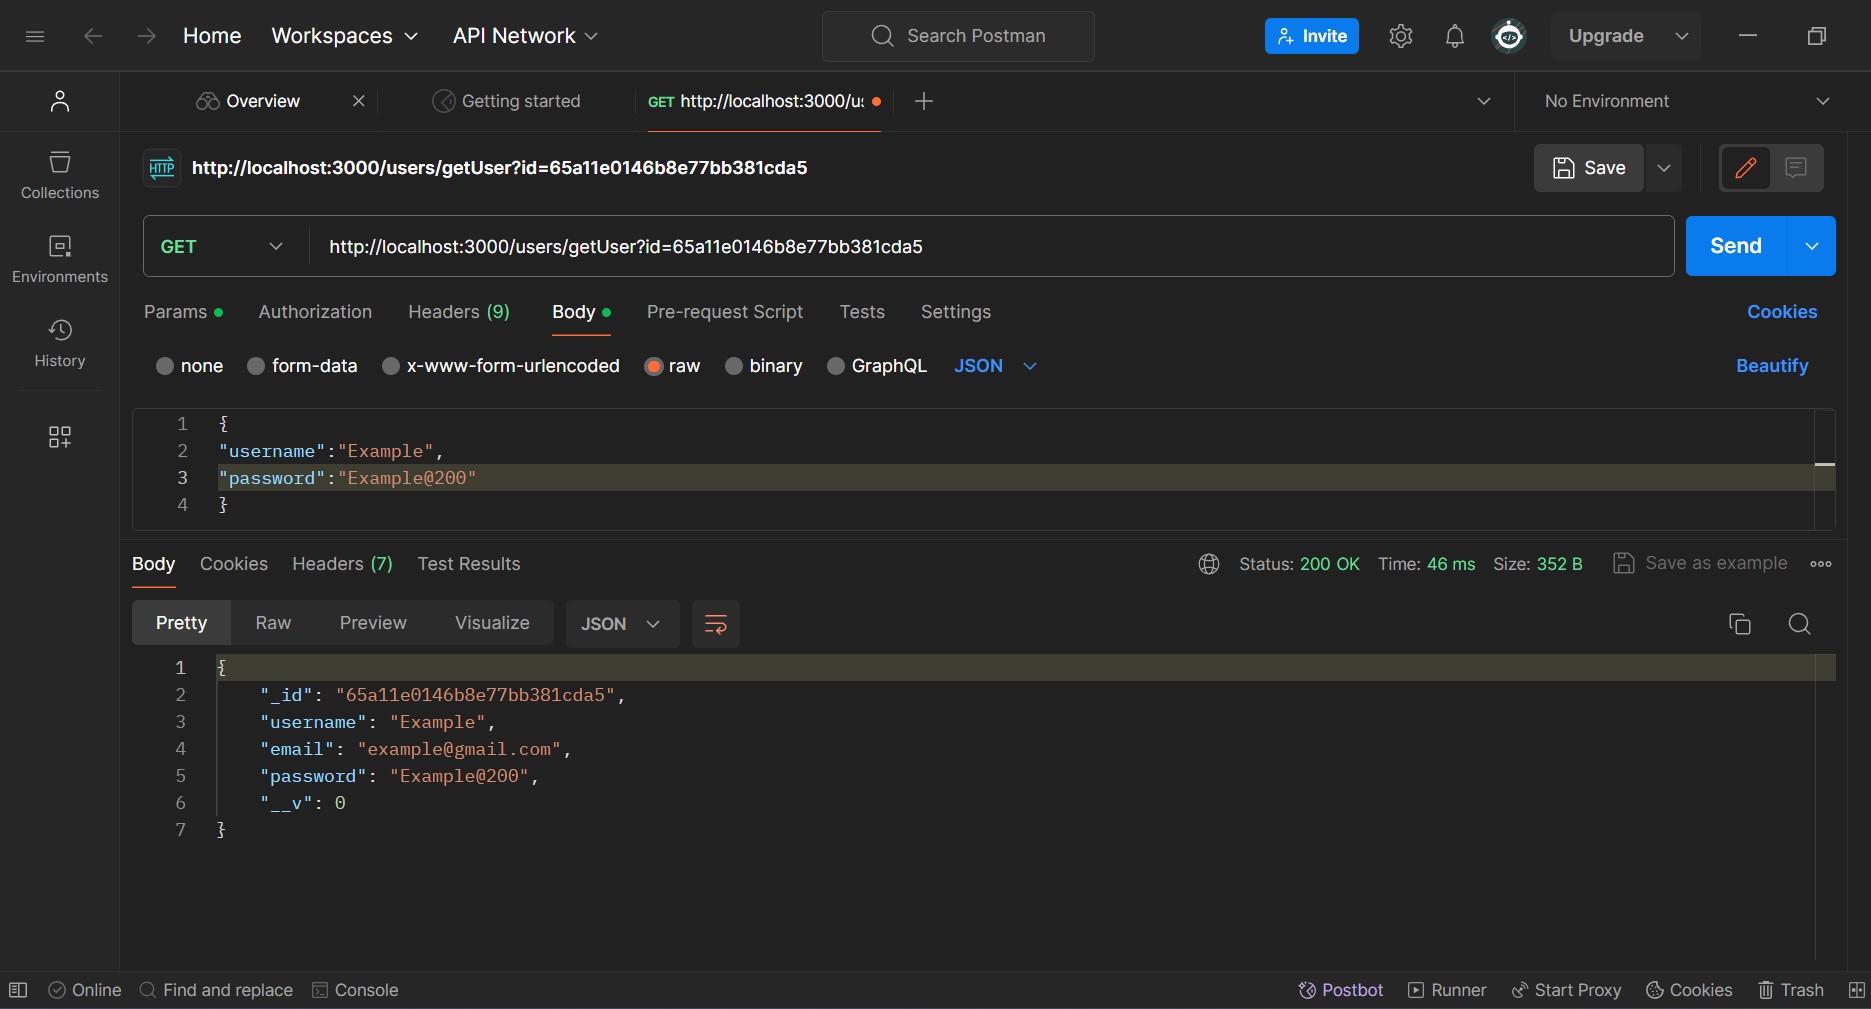 Home Workspaces API Network Search Postman Invite Upgrade
Overview Getting started GET http://localhost:3000/us No Environment
http://localhost:3000/users/getUser?id=65a11e0146b8e77bb381cda5 Save
Collections
Environments
History
GET http://localhost:3000/users/getUser?id=65a11e0146b8e77bb381cda5 Send
Params Authorization Headers (9) Body Pre-request Script Tests Settings Cookies
none form-data x-www-form-urlencoded raw binary GraphQL JSON Beautify
1 {
2 "username":"Example",
3 "password":"Example@200"
4 }
Body Cookies Headers (7) Test Results Status: 200 OK Time: 46 ms Size: 352 B Save as example
Pretty Raw Preview Visualize JSON
1 {
2 "_id": "65a11e0146b8e77bb381cda5",
3 "username": "Example",
4 "email": "example@gmail.com",
5 "password": "Example@200",
6 "__v": 0
7 }
Online Find and replace Console Postbot Runner Start Proxy Cookies Trash